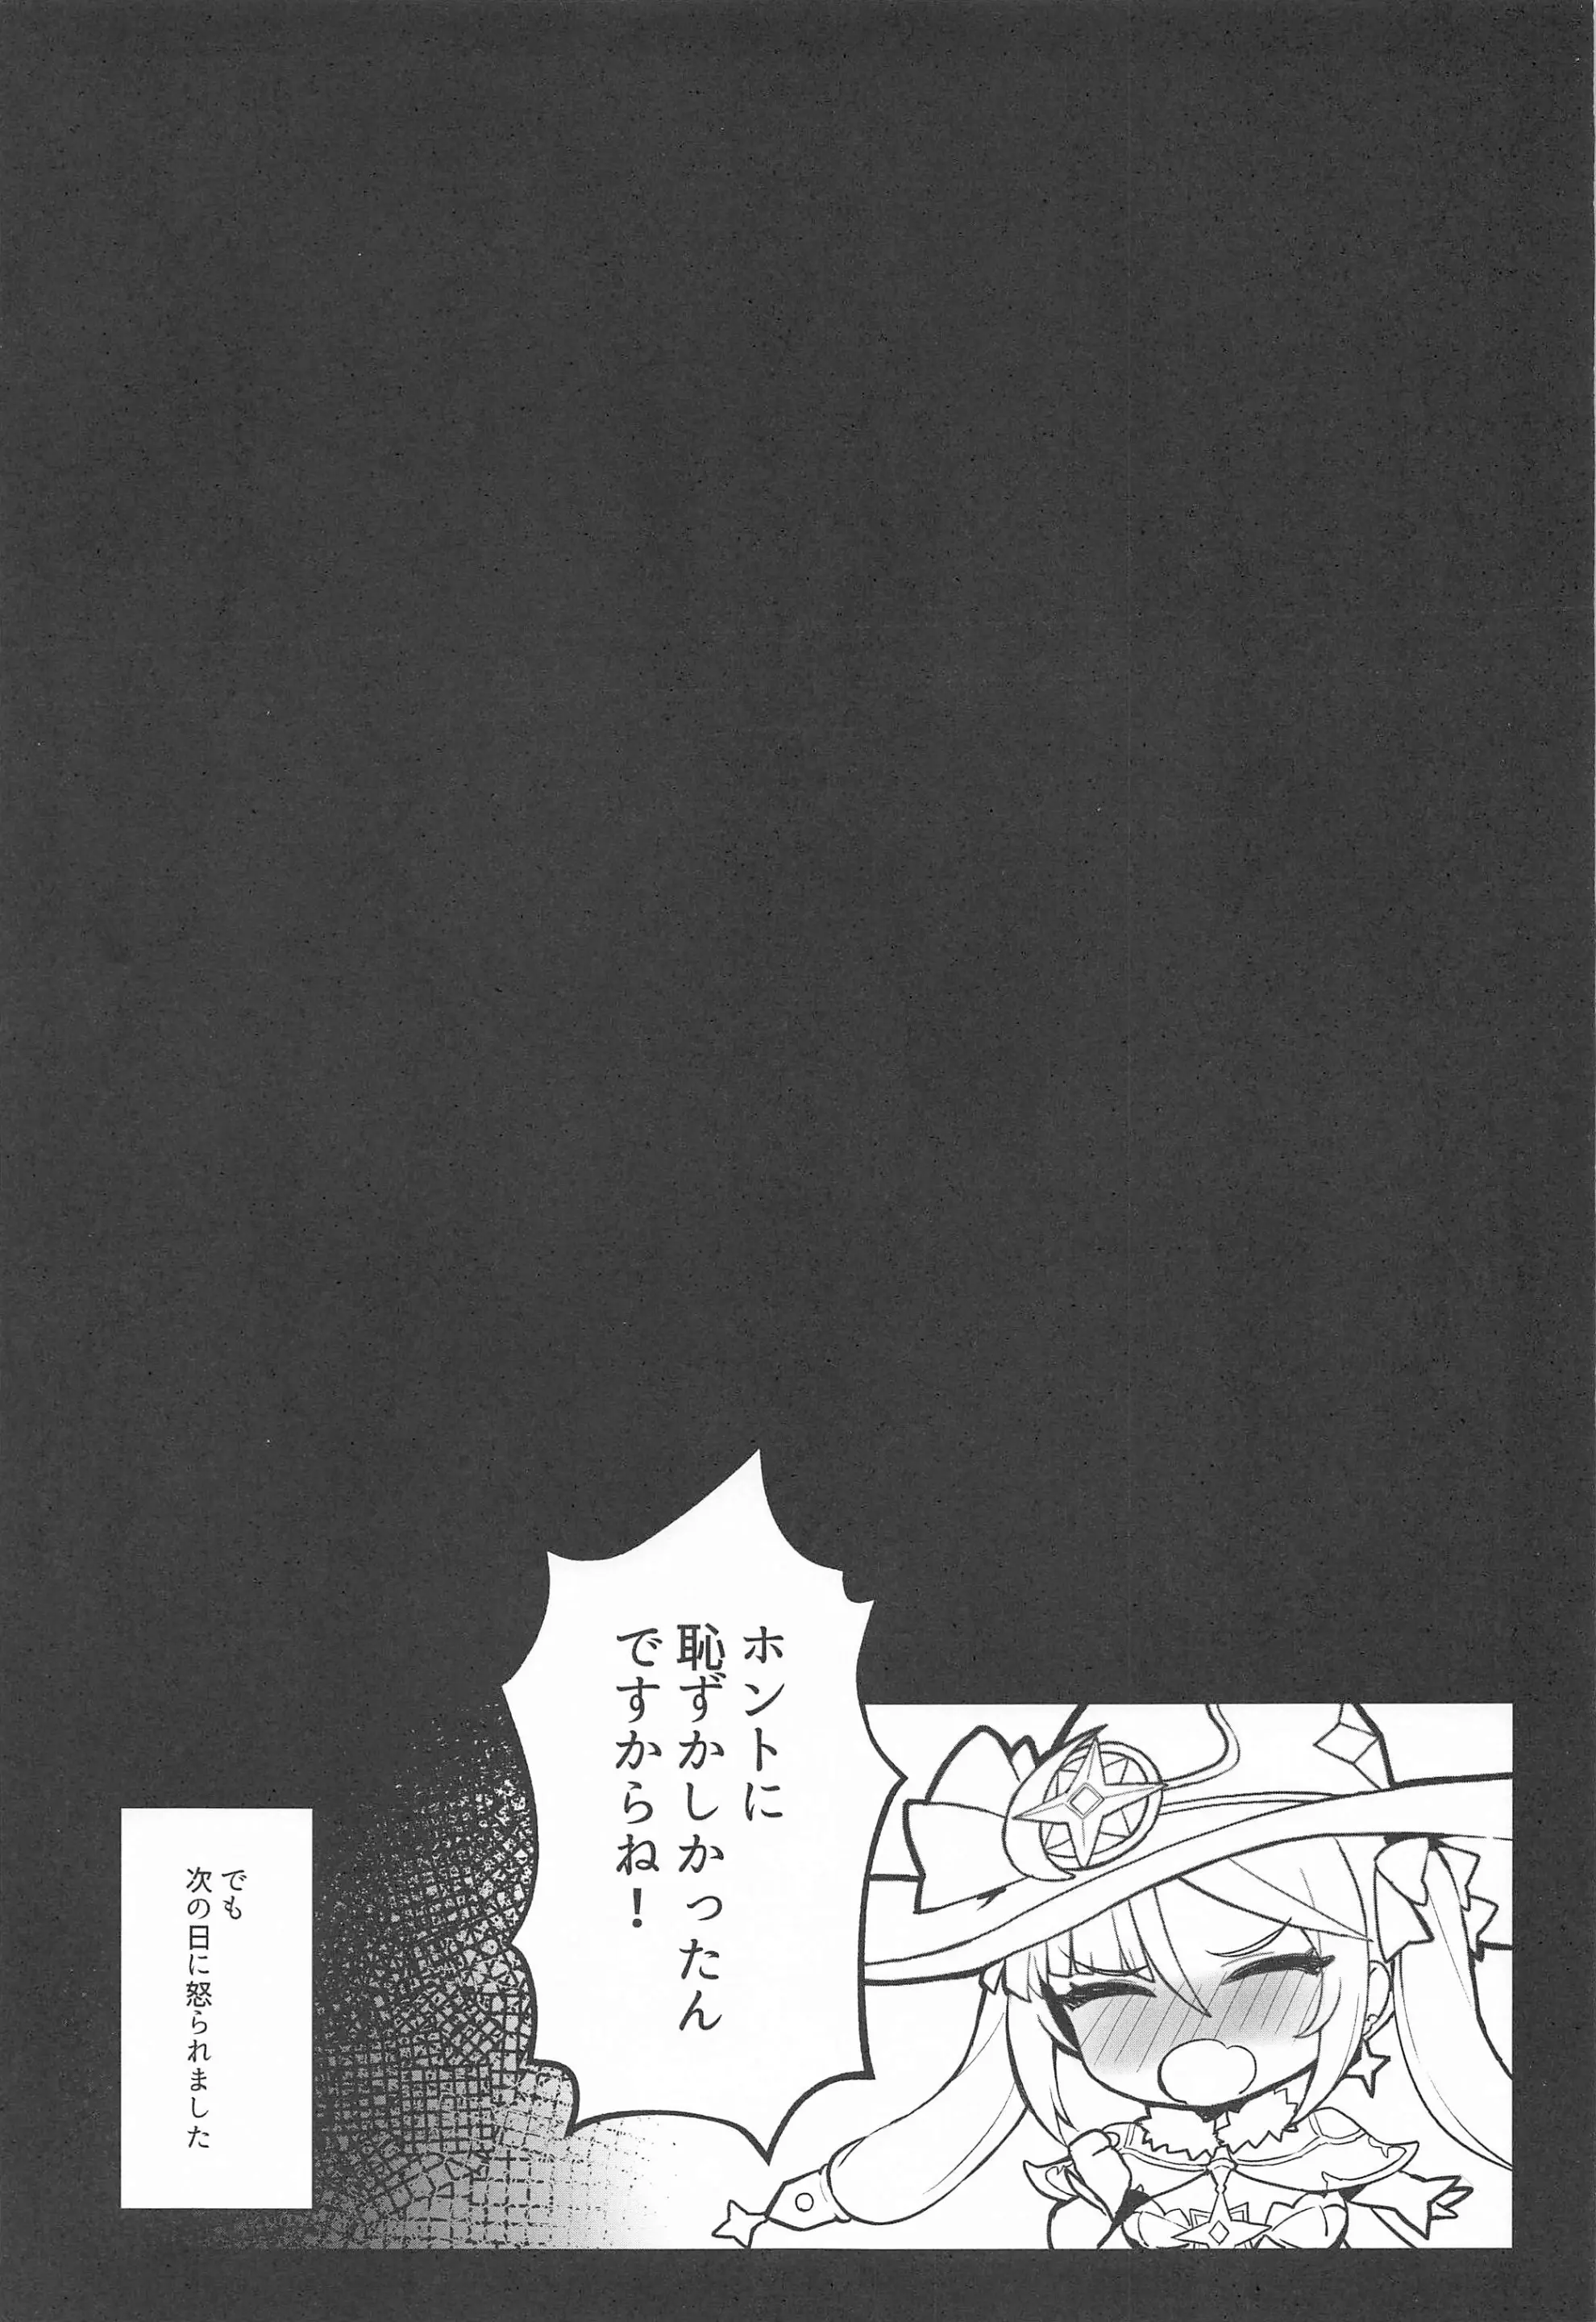 ホントに
恥ずかしかったん
ですからね！
でも
次の日に怒られました